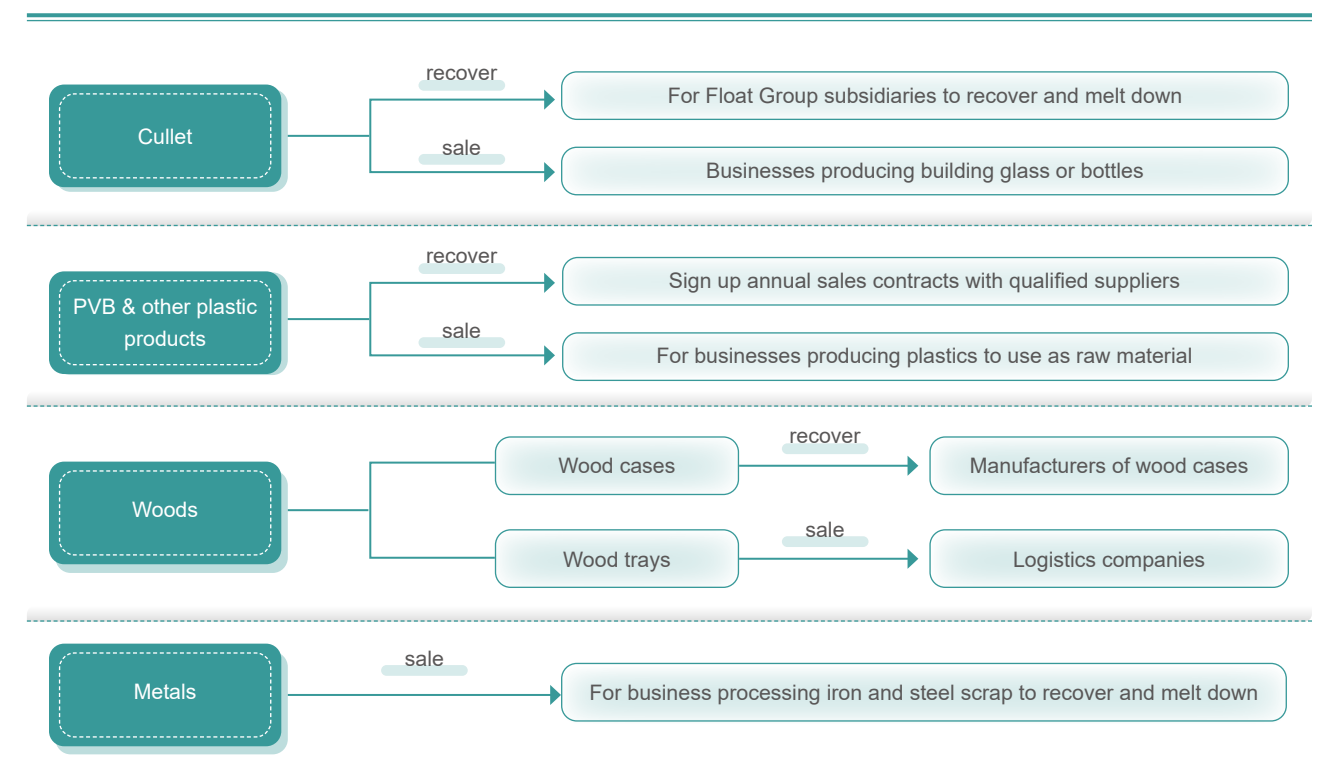 recover
For Float Group subsidiaries to recover and melt down
Cullet
sale
Businesses producing building glass or bottles
recover
Sign up annual sales contracts with qualified suppliers
PVB & other plastic
products
sale
For businesses producing plastics to use as raw material
recover
Wood cases
Manufacturers of wood cases
Woods
sale
Wood trays
Logistics companies
sale
Metals
For business processing iron and steel scrap to recover and melt down